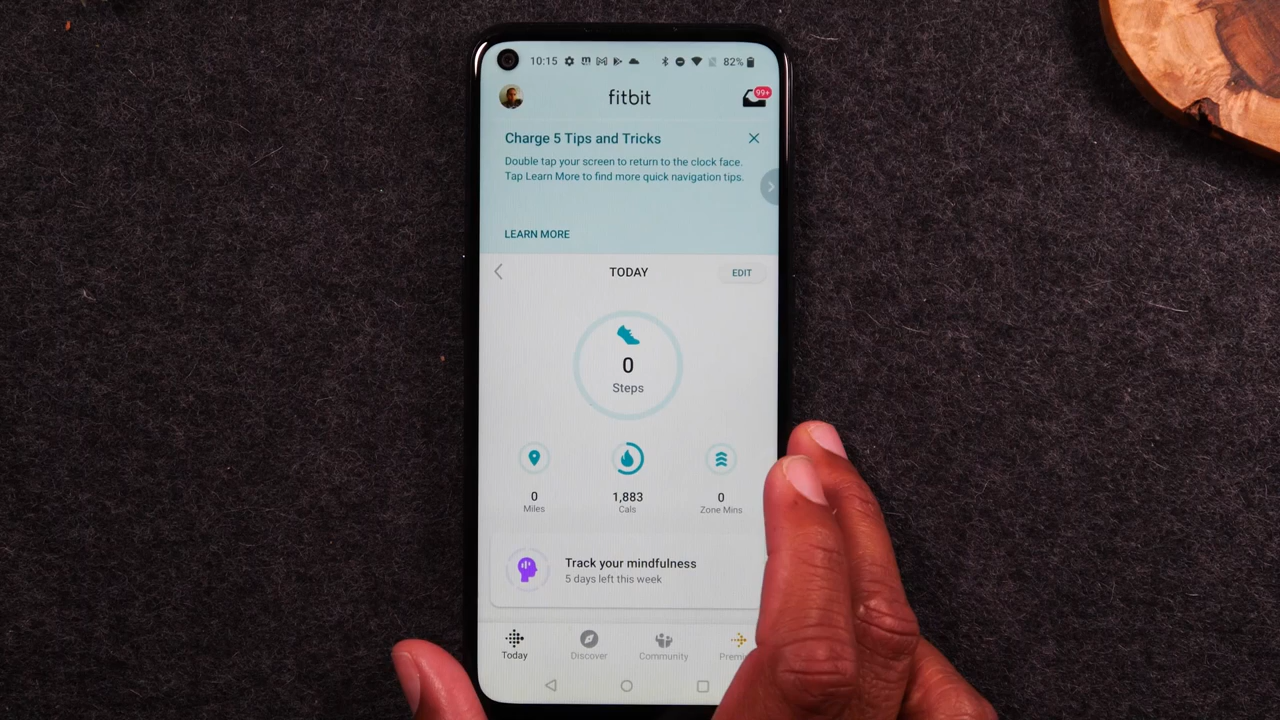 10:15 82%
fitbit
99+
Charge 5 Tips and Tricks
Double tap your screen to return to the clock face.
Tap Learn More to find more quick navigation tips.
LEARN MORE
TODAY
EDIT
0
Steps
0 1,883 0
Miles Cals Zone Mins
Track your mindfulness
5 days left this week
Today Discover Community